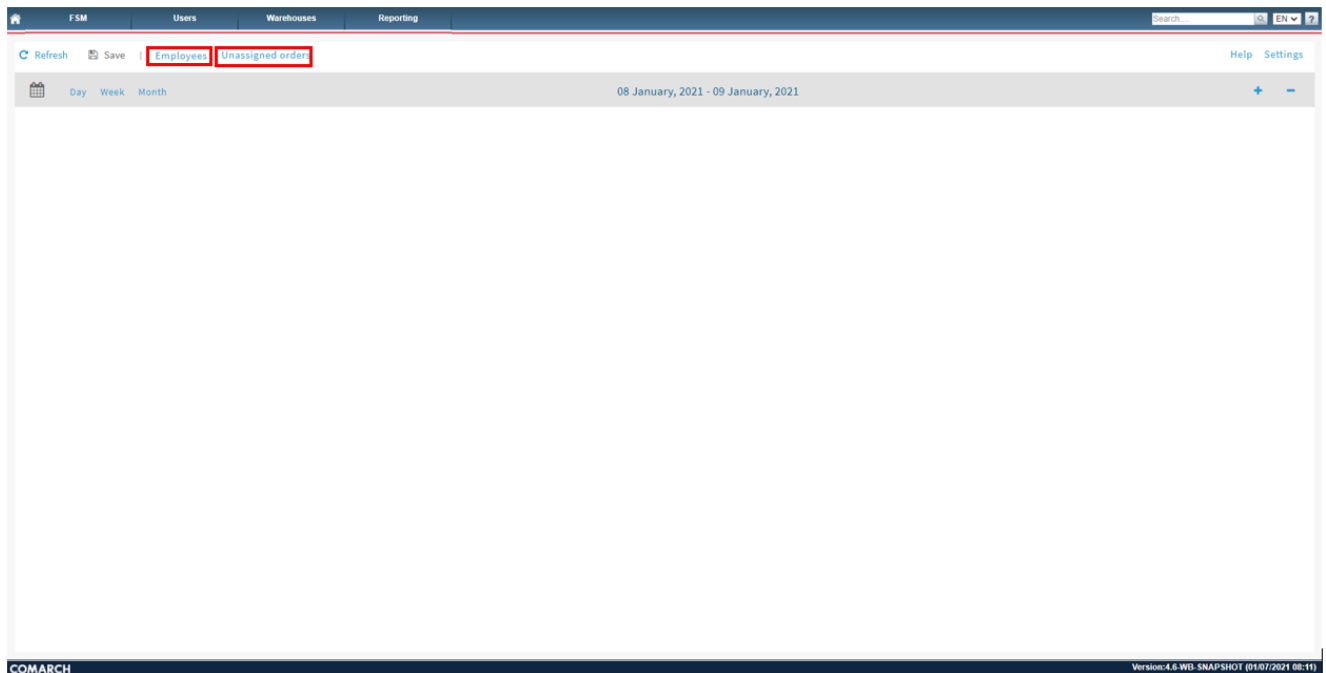 FSM Users Warehouses Reporting Search... EN ?
Refresh Save | Employees Unassigned orders Help Settings
Day Week Month 08 January, 2021 - 09 January, 2021 + -
COMARCH Version:4.6-WB-SNAPSHOT (01/07/2021 08:11)